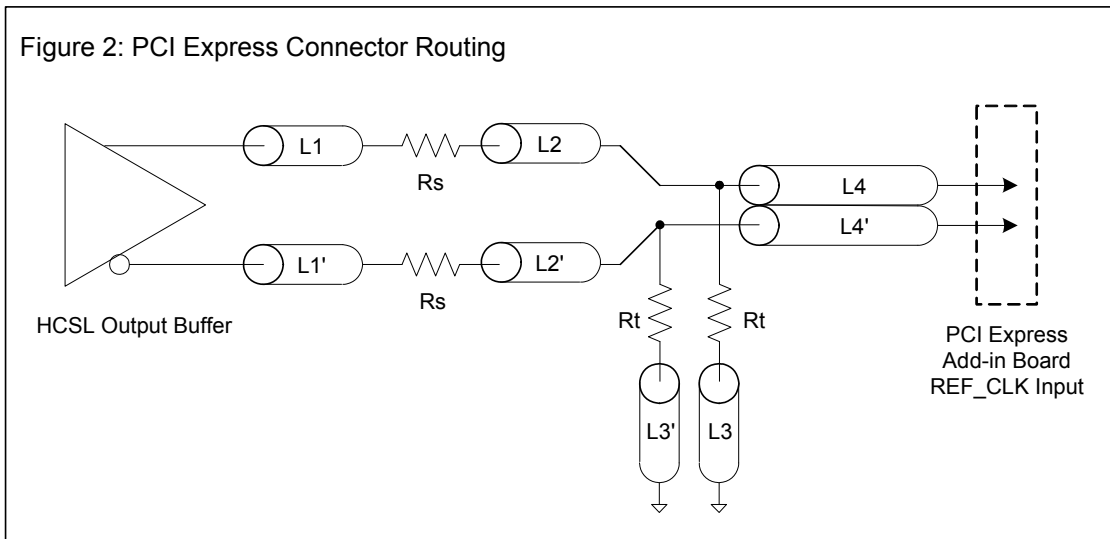 Figure 2: PCI Express Connector Routing
L1
Rs
L2
L4
L4'
L1'
Rs
L2'
HCSL Output Buffer
Rt
Rt
L3'
L3
PCI Express
Add-in Board
REF_CLK Input